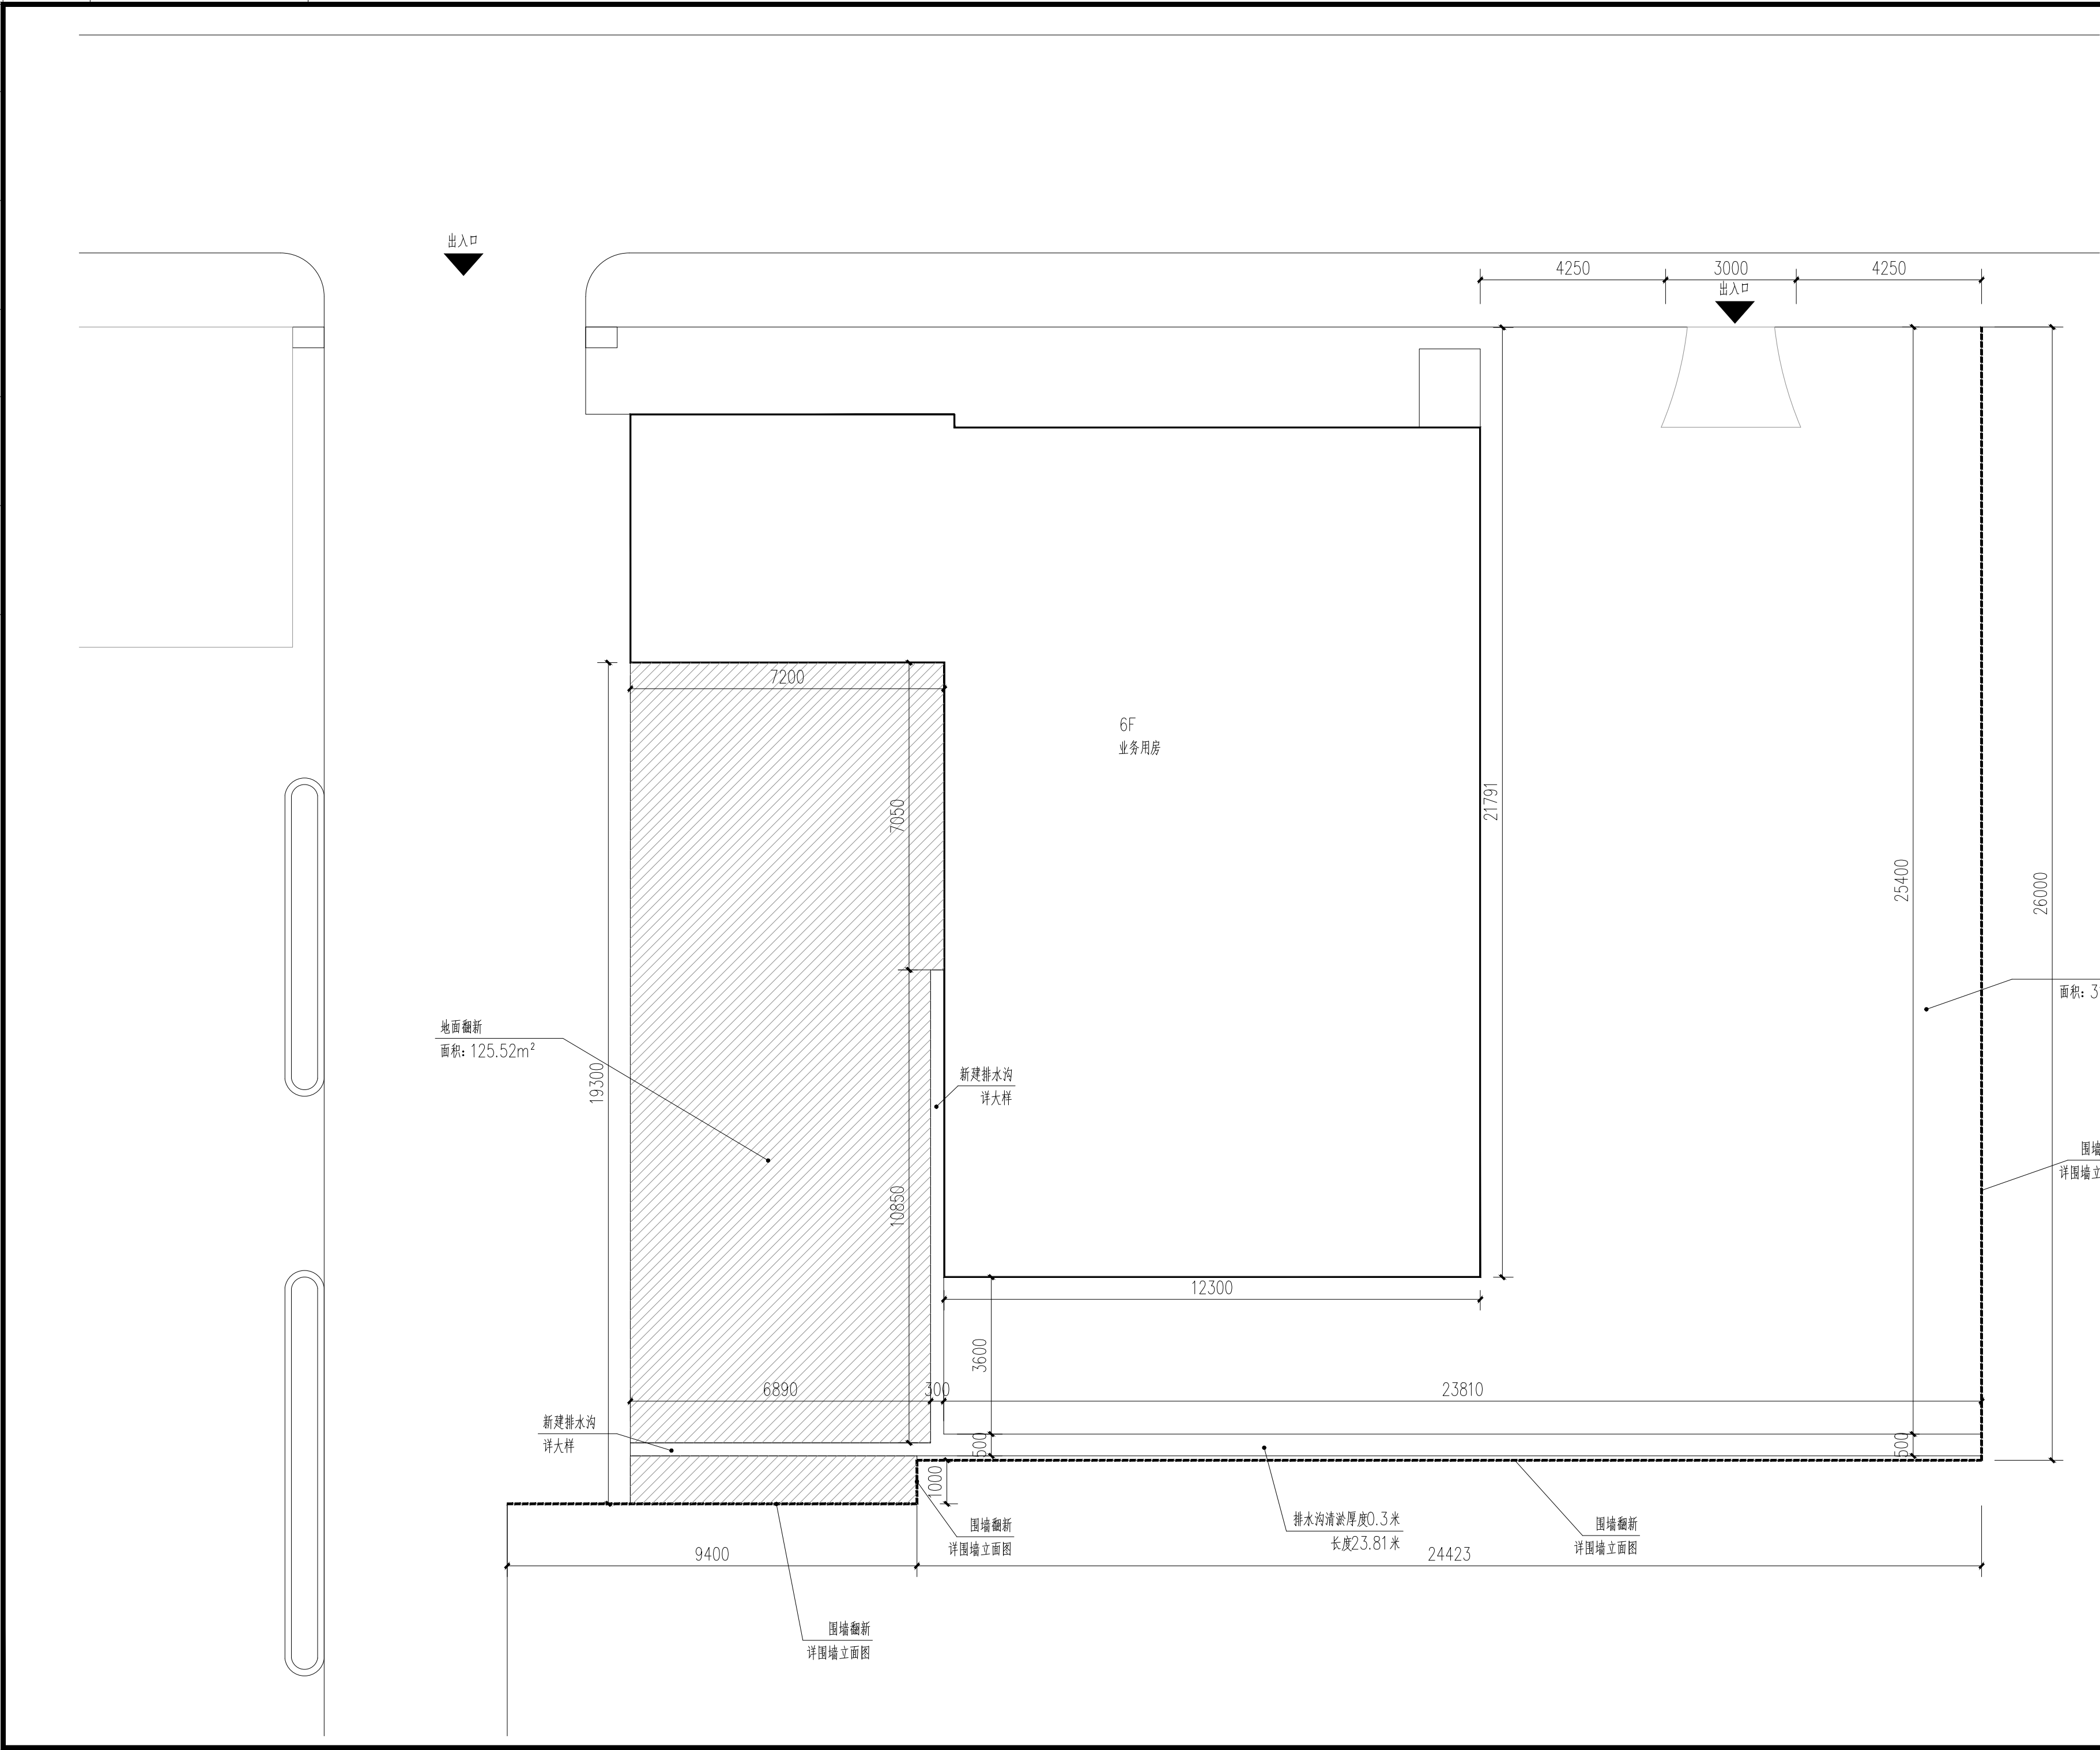 出入口
4250
3000
4250
出入口
7200
6F
业务用房
7050
21791
25400
26000
面积: 3
地面翻新
面积: 125.52m²
19300
新建排水沟
详大样
围墙
详围墙立
10850
12300
3600
6890
300
23810
新建排水沟
详大样
500
500
1000
围墙翻新
详围墙立面图
排水沟清淤厚度0.3米
长度23.81米
围墙翻新
详围墙立面图
9400
24423
围墙翻新
详围墙立面图